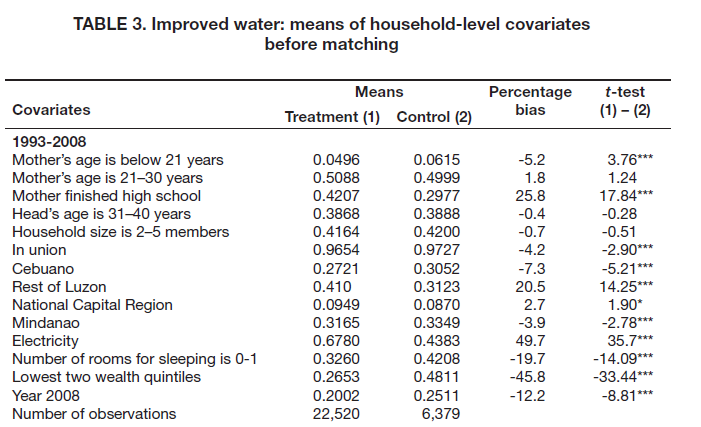 TABLE 3. Improved water: means of household-level covariates
before matching
Means Percentage t-test
Covariates Treatment (1) Control (2) bias (1) – (2)
1993-2008
Mother’s age is below 21 years 0.0496 0.0615 -5.2 3.76***
Mother’s age is 21–30 years 0.5088 0.4999 1.8 1.24
Mother finished high school 0.4207 0.2977 25.8 17.84***
Head’s age is 31–40 years 0.3868 0.3888 -0.4 -0.28
Household size is 2–5 members 0.4164 0.4200 -0.7 -0.51
In union 0.9654 0.9727 -4.2 -2.90***
Cebuano 0.2721 0.3052 -7.3 -5.21***
Rest of Luzon 0.410 0.3123 20.5 14.25***
National Capital Region 0.0949 0.0870 2.7 1.90*
Mindanao 0.3165 0.3349 -3.9 -2.78***
Electricity 0.6780 0.4383 49.7 35.7***
Number of rooms for sleeping is 0-1 0.3260 0.4208 -19.7 -14.09***
Lowest two wealth quintiles 0.2653 0.4811 -45.8 -33.44***
Year 2008 0.2002 0.2511 -12.2 -8.81***
Number of observations 22,520 6,379